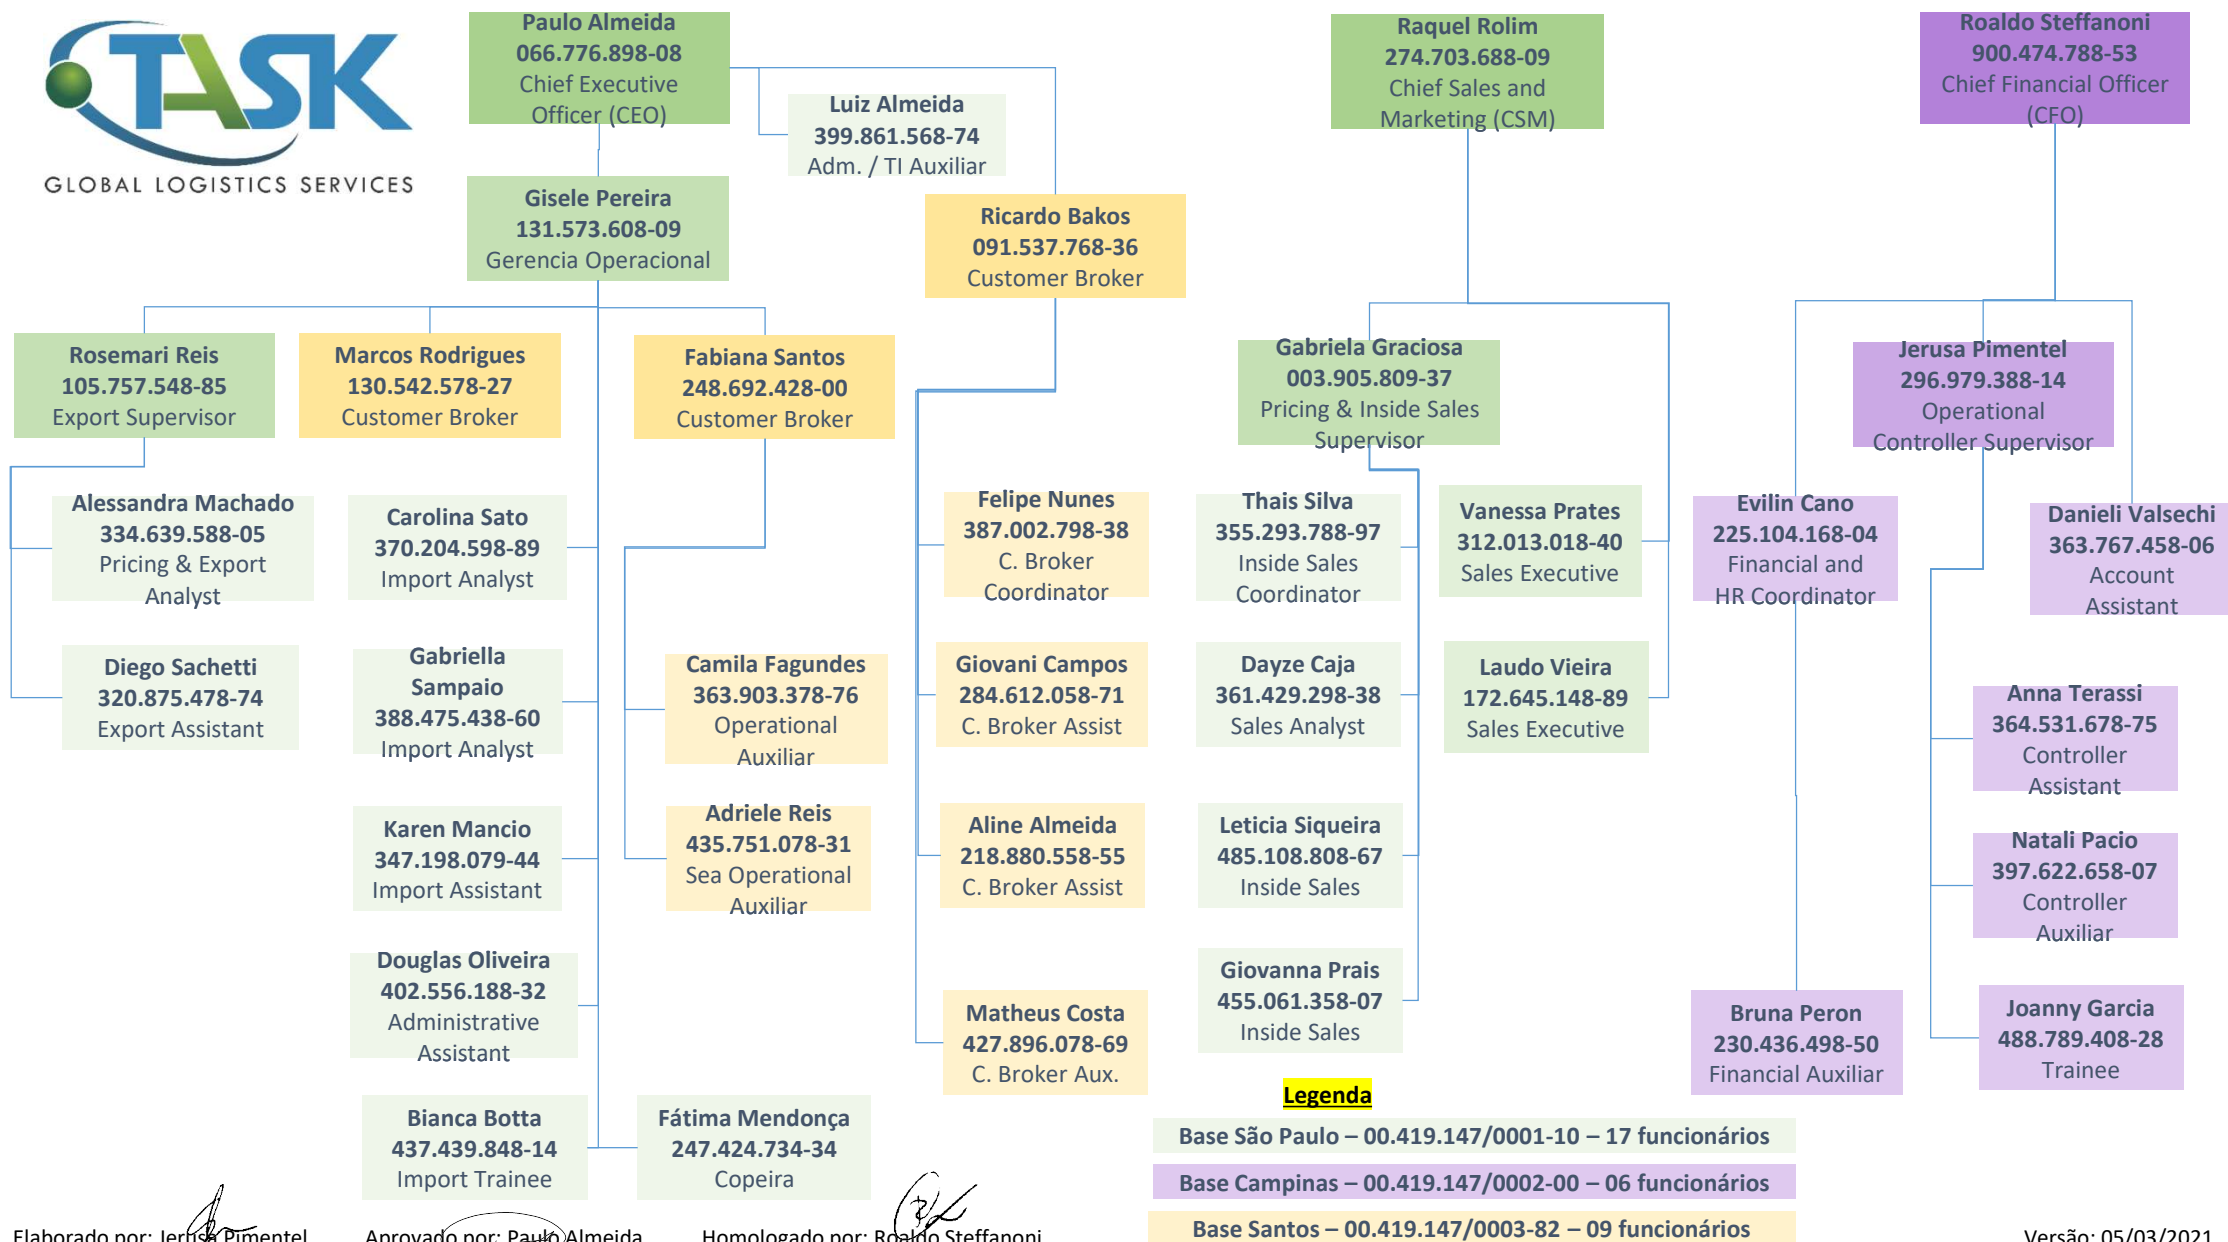 TASK
GLOBAL LOGISTICS SERVICES
Paulo Almeida
066.776.898-08
Chief Executive
Officer (CEO)
Luiz Almeida
399.861.568-74
Adm. / TI Auxiliar
Raquel Rolim
274.703.688-09
Chief Sales and
Marketing (CSM)
Roaldo Steffanoni
900.474.788-53
Chief Financial Officer
(CFO)
Gisele Pereira
131.573.608-09
Gerencia Operacional
Ricardo Bakos
091.537.768-36
Customer Broker
Rosemari Reis
105.757.548-85
Export Supervisor
Marcos Rodrigues
130.542.578-27
Customer Broker
Fabiana Santos
248.692.428-00
Customer Broker
Gabriela Graciosa
003.905.809-37
Pricing & Inside Sales
Supervisor
Jerusa Pimentel
296.979.388-14
Operational
Controller Supervisor
Alessandra Machado
334.639.588-05
Pricing & Export
Analyst
Carolina Sato
370.204.598-89
Import Analyst
Felipe Nunes
387.002.798-38
C. Broker
Coordinator
Thais Silva
355.293.788-97
Inside Sales
Coordinator
Vanessa Prates
312.013.018-40
Sales Executive
Evilin Cano
225.104.168-04
Financial and
HR Coordinator
Danieli Valsechi
363.767.458-06
Account
Assistant
Diego Sachetti
320.875.478-74
Export Assistant
Gabriella
Sampaio
388.475.438-60
Import Analyst
Camila Fagundes
363.903.378-76
Operational
Auxiliar
Giovani Campos
284.612.058-71
C. Broker Assist
Dayze Caja
361.429.298-38
Sales Analyst
Laudo Vieira
172.645.148-89
Sales Executive
Anna Terassi
364.531.678-75
Controller
Assistant
Karen Mancio
347.198.079-44
Import Assistant
Adriele Reis
435.751.078-31
Sea Operational
Auxiliar
Aline Almeida
218.880.558-55
C. Broker Assist
Leticia Siqueira
485.108.808-67
Inside Sales
Natali Pacio
397.622.658-07
Controller
Auxiliar
Douglas Oliveira
402.556.188-32
Administrative
Assistant
Matheus Costa
427.896.078-69
C. Broker Aux.
Giovanna Prais
455.061.358-07
Inside Sales
Bruna Peron
230.436.498-50
Financial Auxiliar
Joanny Garcia
488.789.408-28
Trainee
Bianca Botta
437.439.848-14
Import Trainee
Fátima Mendonça
247.424.734-34
Copeira
Legenda
Base São Paulo – 00.419.147/0001-10 – 17 funcionários
Base Campinas – 00.419.147/0002-00 – 06 funcionários
Base Santos – 00.419.147/0003-82 – 09 funcionários
Elaborado por: Jerusa Pimentel
Aprovado por: Paulo Almeida
Homologado por: Roaldo Steffanoni
Versão: 05/03/2021